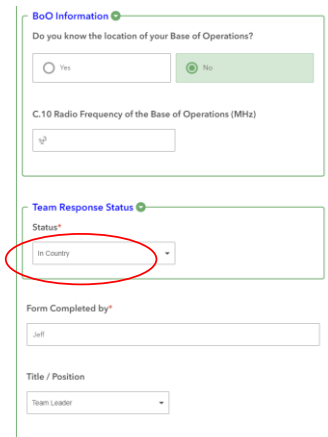 BoO Information
Do you know the location of your Base of Operations?
Yes
No
C.10 Radio Frequency of the Base of Operations (MHz)
Team Response Status
Status*
In Country
Form Completed by*
Jeff
Title / Position
Team Leader